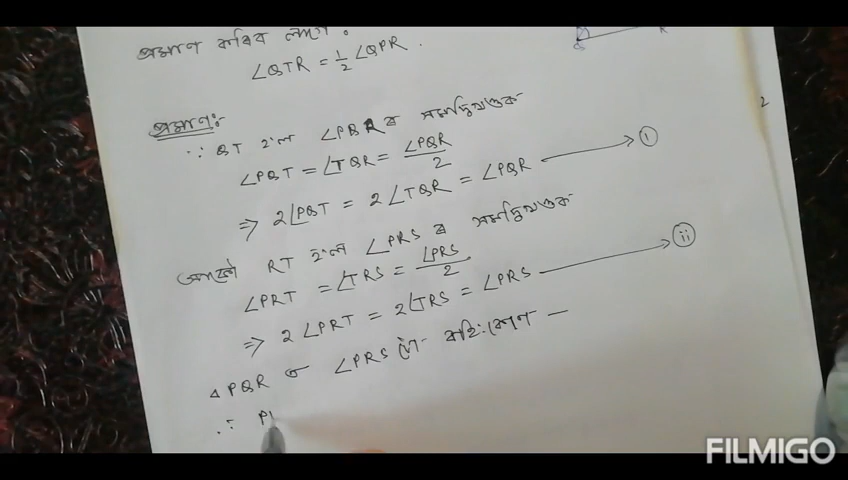 প্ৰমাণ কৰিব লাগে :
∠QTR = 1/2 ∠QPR.
প্ৰমাণঃ
∵ QT হ'ল ∠PQR ৰ সমদ্বিখণ্ডক
∠PQT = ∠TQR = ∠PQR/2
⇒ 2∠PQT = 2∠TQR = ∠PQR → (i)
আকৌ RT হ'ল ∠PRS ৰ সমদ্বিখণ্ডক
∠PRT = ∠TRS = ∠PRS/2
⇒ 2∠PRT = 2∠TRS = ∠PRS → (ii)
△PQR ত ∠PRS বহিঃকোণ —
∴ P
2
Q
R
FILMIGO